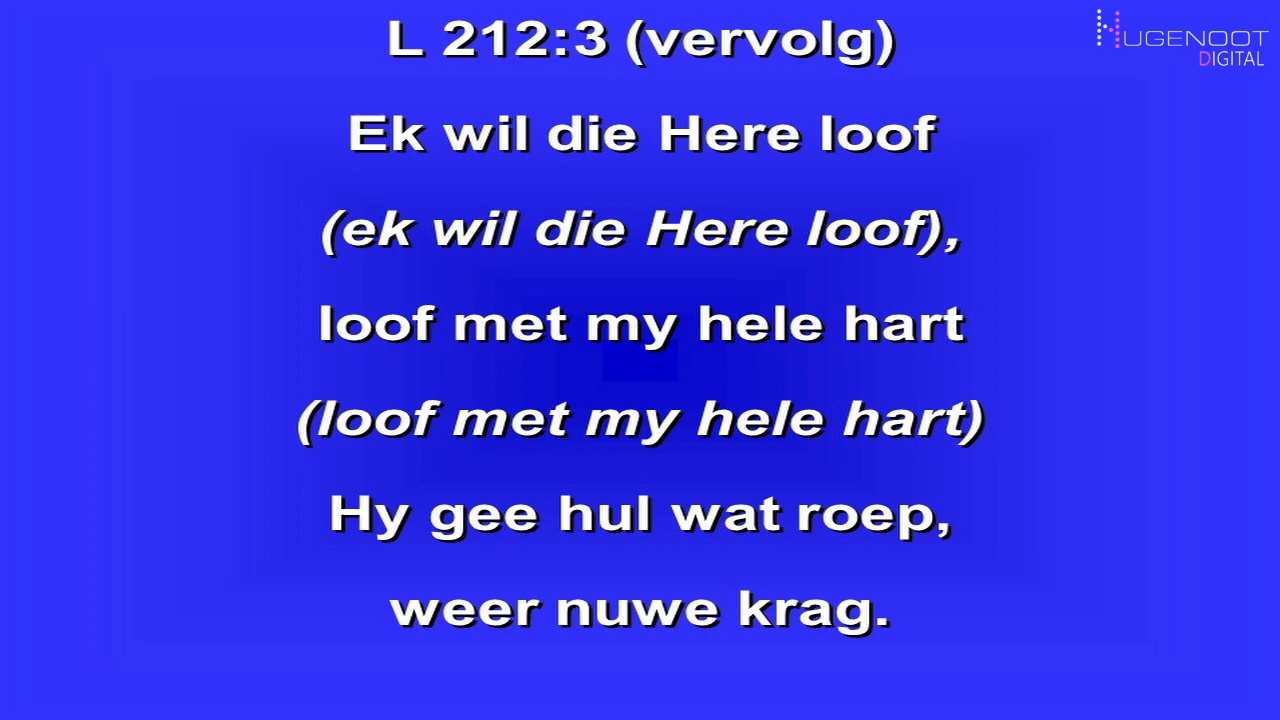 L 212:3 (vervolg)
HUGENOOT
DIGITAL
Ek wil die Here loof
(ek wil die Here loof),
loof met my hele hart
(loof met my hele hart)
Hy gee hul wat roep,
weer nuwe krag.